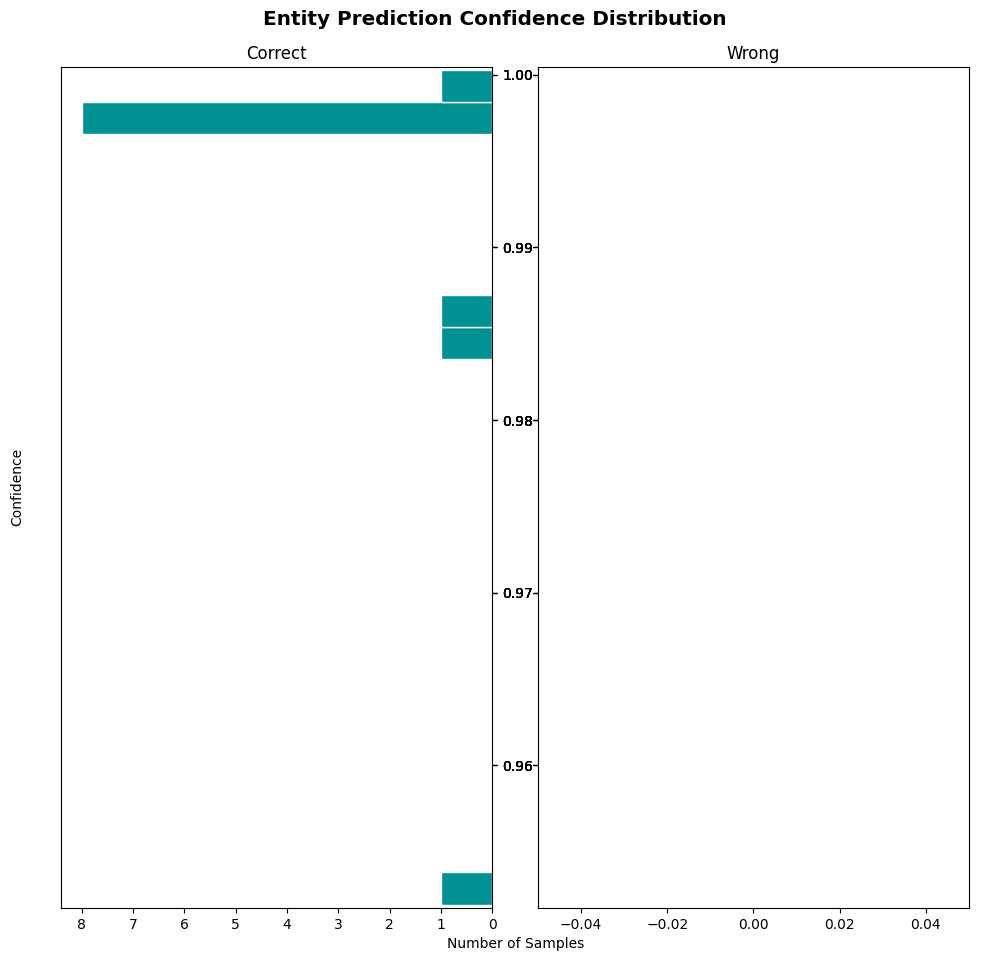 Entity Prediction Confidence Distribution
Correct
Wrong
1.00
0.99
0.98
0.97
0.96
Confidence
8 7 6 5 4 3 2 1 0
−0.04 −0.02 0.00 0.02 0.04
Number of Samples